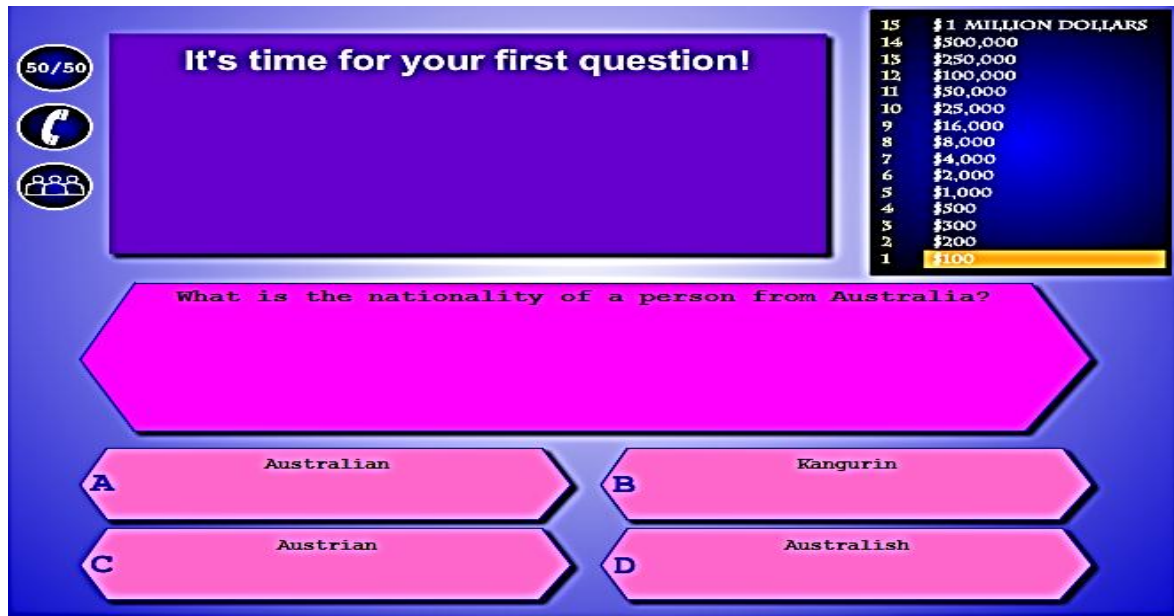 50/50
It's time for your first question!
15 $1 MILLION DOLLARS
14 $500,000
13 $250,000
12 $100,000
11 $50,000
10 $25,000
9 $16,000
8 $8,000
7 $4,000
6 $2,000
5 $1,000
4 $500
3 $300
2 $200
1 $100
What is the nationality of a person from Australia?
A Australian
B Kangurin
C Austrian
D Australish